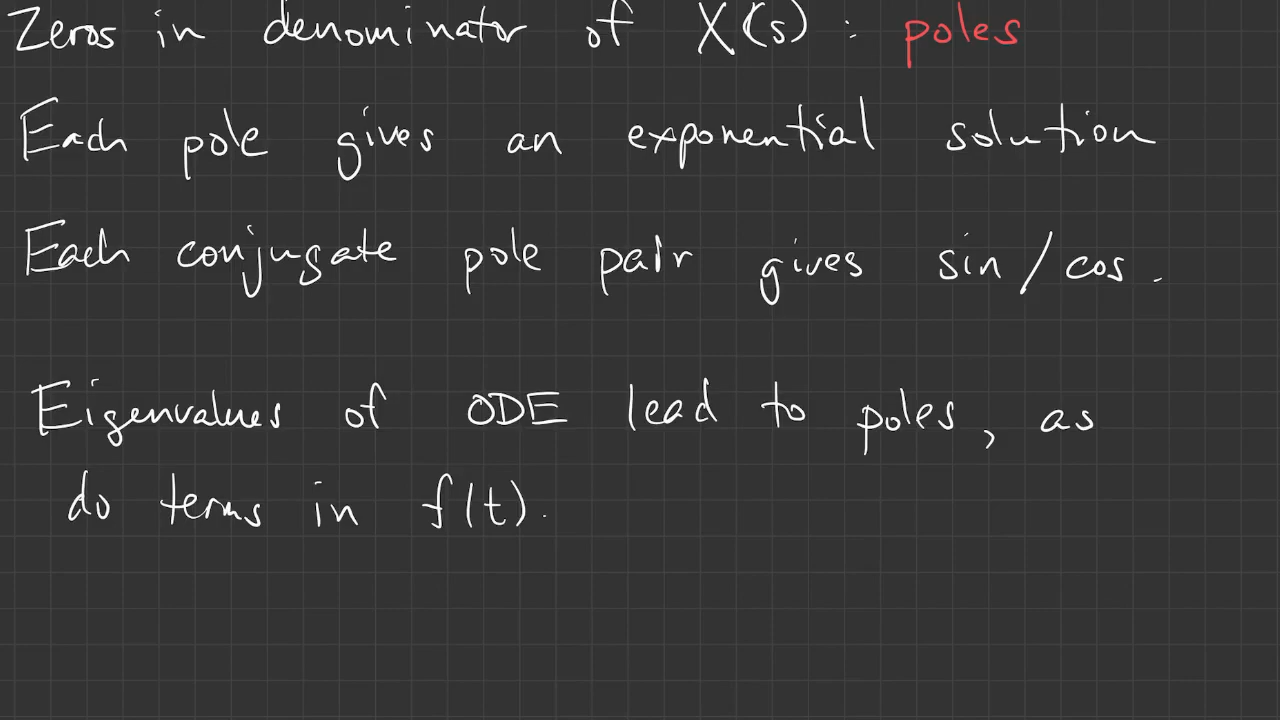 Zeros in denominator of X(s) : poles
Each pole gives an exponential solution
Each conjugate pole pair gives sin/cos.
Eigenvalues of ODE lead to poles, as
do terms in f(t).